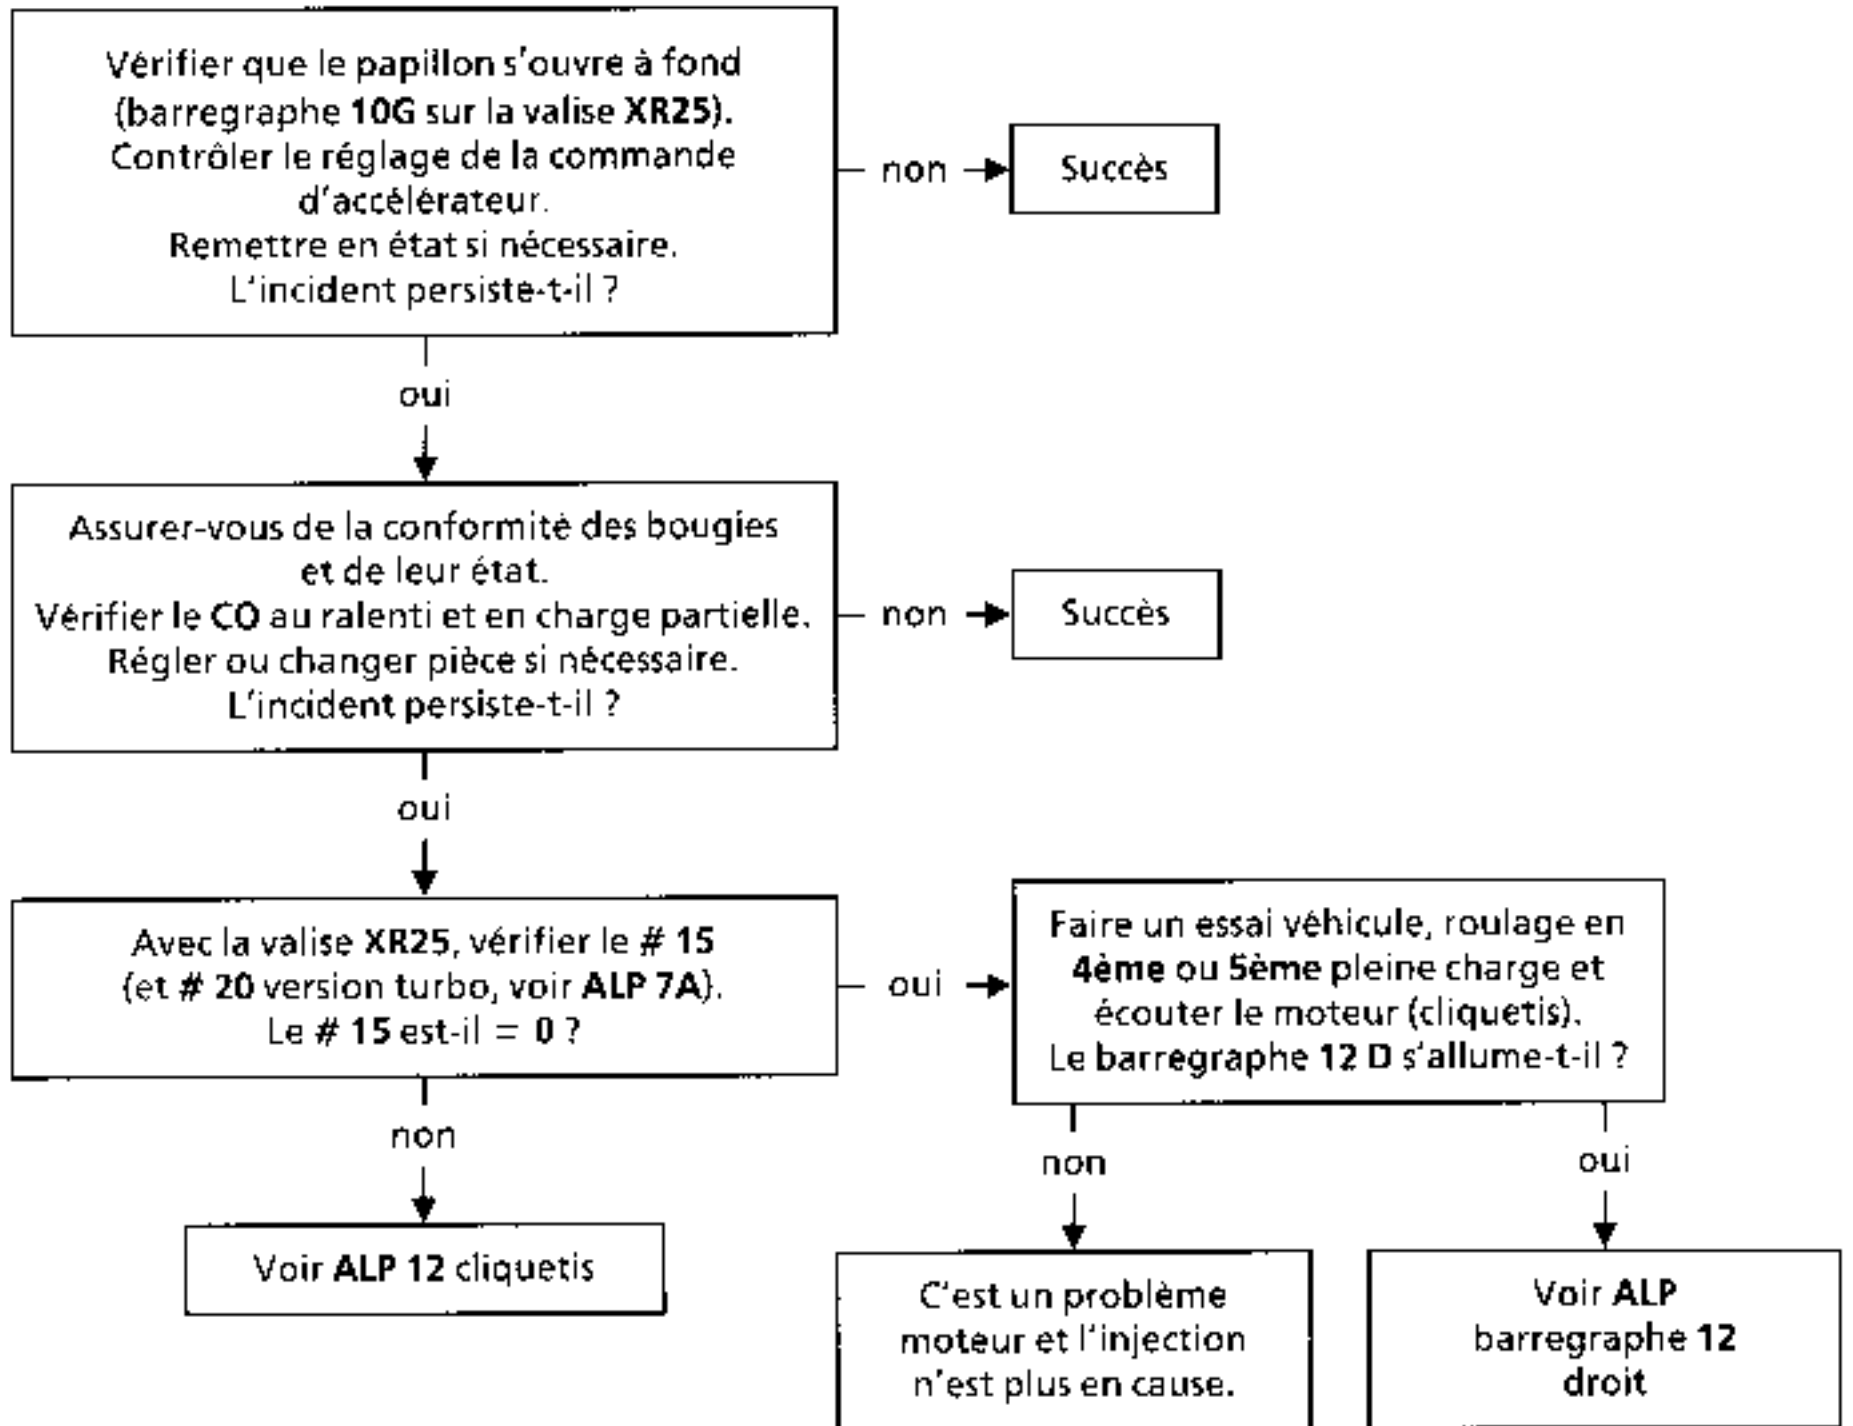 Vérifier que le papillon s'ouvre à fond
(barregraphe 10G sur la valise XR25).
Contrôler le réglage de la commande
d'accélérateur.
Remettre en état si nécessaire.
L'incident persiste-t-il ?
non
Succès
oui
Assurer-vous de la conformité des bougies
et de leur état.
Vérifier le CO au ralenti et en charge partielle.
Régler ou changer pièce si nécessaire.
L'incident persiste-t-il ?
non
Succès
oui
Avec la valise XR25, vérifier le # 15
(et # 20 version turbo, voir ALP 7A).
Le # 15 est-il = 0 ?
oui
Faire un essai véhicule, roulage en
4ème ou 5ème pleine charge et
écouter le moteur (cliquetis).
Le barregraphe 12 D s'allume-t-il ?
non
non
oui
Voir ALP 12 cliquetis
C'est un problème
moteur et l'injection
n'est plus en cause.
Voir ALP
barregraphe 12
droit